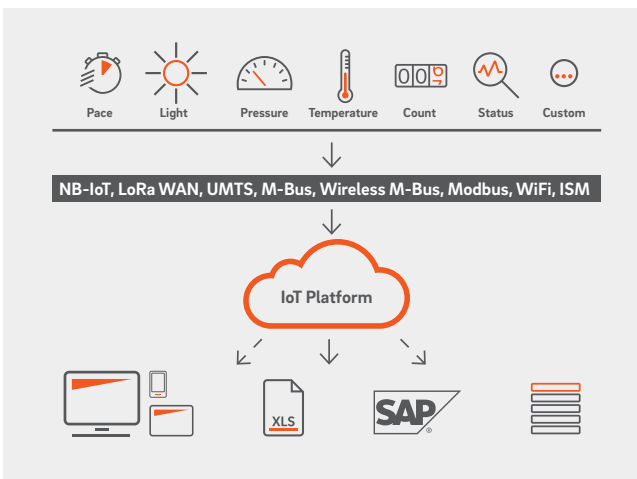 Pace Light Pressure Temperature Count Status Custom
NB-IoT, LoRa WAN, UMTS, M-Bus, Wireless M-Bus, Modbus, WiFi, ISM
IoT Platform
XLS
SAP®